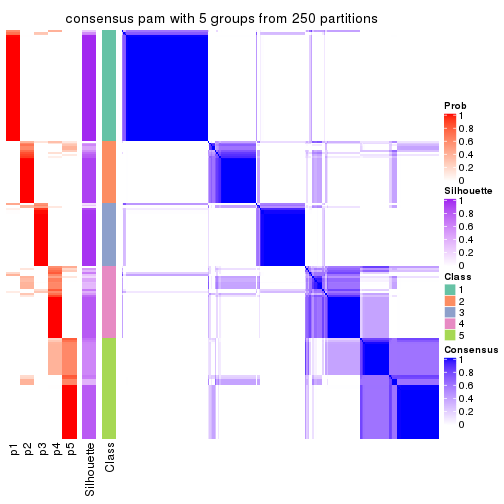 consensus pam with 5 groups from 250 partitions
Prob
1
0.8
0.6
0.4
0.2
0
Silhouette
1
0.8
0.6
0.4
0.2
0
Class
1
2
3
4
5
Consensus
1
0.8
0.6
0.4
0.2
0
p1
p2
p3
p4
p5
Silhouette
Class